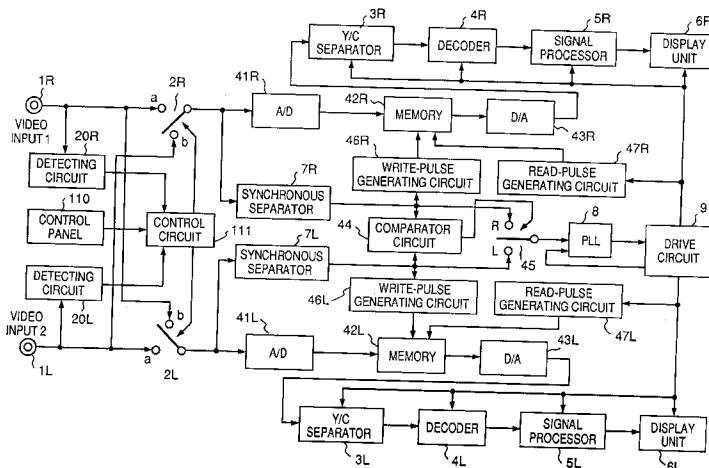 3R
4R
5R
6R
Y/C
SEPARATOR
DECODER
SIGNAL
PROCESSOR
DISPLAY
UNIT
1R
a
2R
41R
42R
A/D
MEMORY
D/A
43R
VIDEO
INPUT 1
20R
b
46R
47R
DETECTING
CIRCUIT
WRITE-PULSE
GENERATING CIRCUIT
READ-PULSE
GENERATING CIRCUIT
7R
110
SYNCHRONOUS
SEPARATOR
44
R
8
9
CONTROL
PANEL
CONTROL
CIRCUIT
111
COMPARATOR
CIRCUIT
PLL
DRIVE
CIRCUIT
7L
L
45
SYNCHRONOUS
SEPARATOR
DETECTING
CIRCUIT
46L
WRITE-PULSE
GENERATING CIRCUIT
READ-PULSE
GENERATING CIRCUIT
20L
b
41L
42L
43L
47L
VIDEO
INPUT 2
a
A/D
MEMORY
D/A
1L
2L
Y/C
SEPARATOR
DECODER
SIGNAL
PROCESSOR
DISPLAY
UNIT
3L
4L
5L
6L